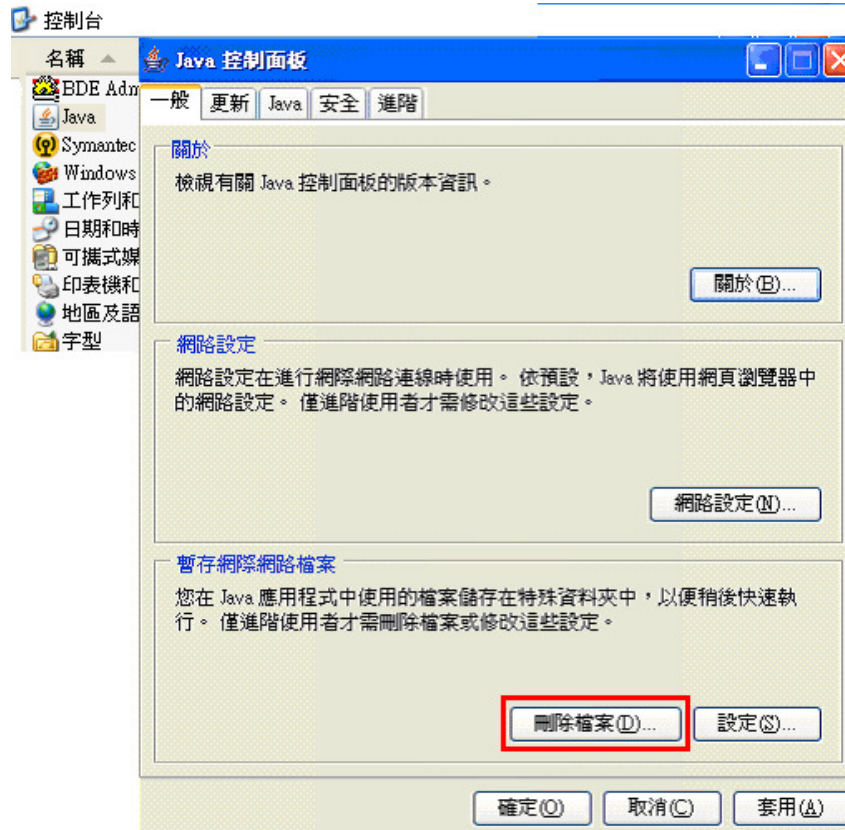 控制台
名稱
BDE Adm
Java
Symantec
Windows
工作列和
日期和時
可攜式媒
印表機和
地區及語
字型
Java 控制面板
一般 更新 Java 安全 進階
關於
檢視有關 Java 控制面板的版本資訊。
關於(B)...
網路設定
網路設定在進行網際網路連線時使用。 依預設，Java 將使用網頁瀏覽器中
的網路設定。 僅進階使用者才需修改這些設定。
網路設定(N)...
暫存網際網路檔案
您在 Java 應用程式中使用的檔案儲存在特殊資料夾中，以便稍後快速執
行。 僅進階使用者才需刪除檔案或修改這些設定。
刪除檔案(D)... 設定(S)...
確定(O) 取消(C) 套用(A)